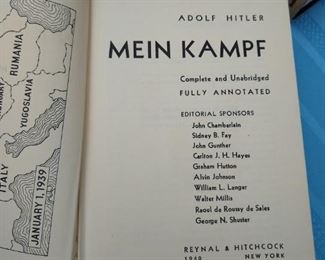 RUMANIA
YUGOSLAVIA
ITALY
JANUARY 1, 1939
ADOLF HITLER
MEIN KAMPF
Complete and Unabridged
FULLY ANNOTATED
EDITORIAL SPONSORS
John Chamberlain
Sidney B. Fay
John Gunther
Carlton J. H. Hayes
Graham Hutton
Alvin Johnson
William L. Langer
Walter Millis
Raoul de Roussy de Sales
George N. Shuster
REYNAL & HITCHCOCK
NEW YORK